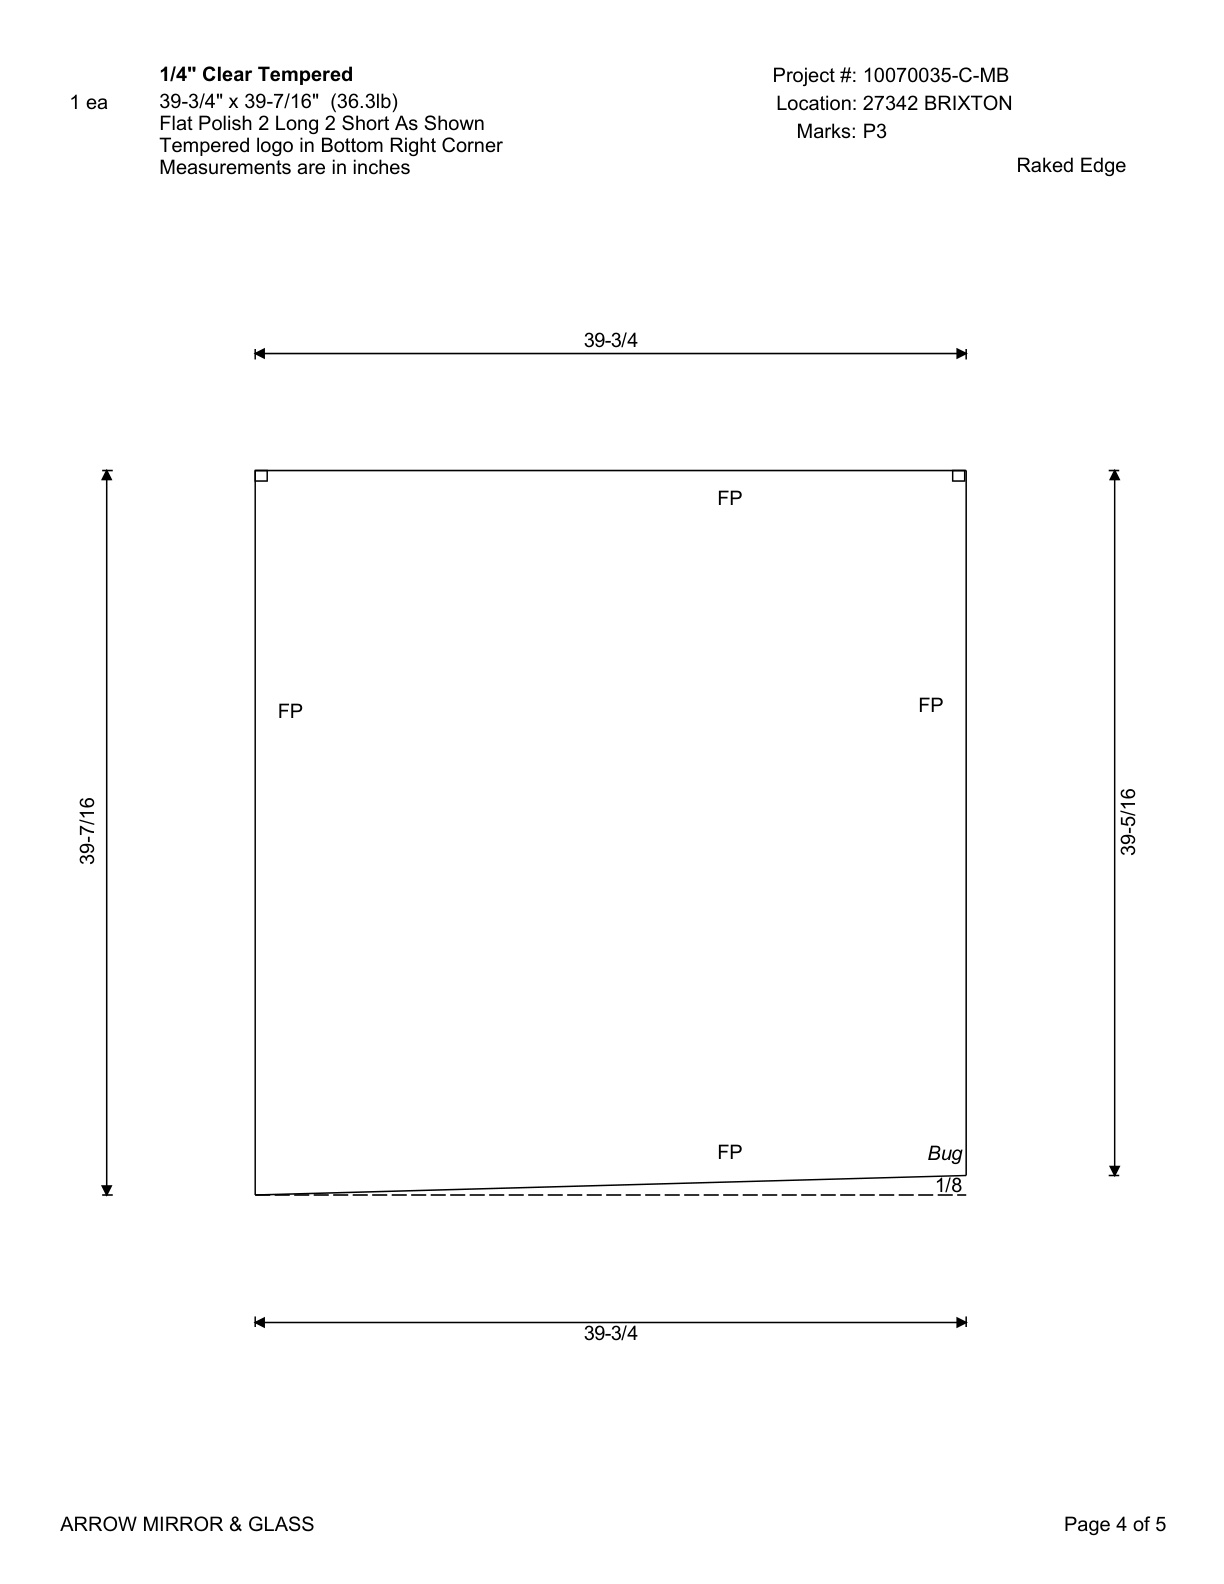 1/4" Clear Tempered
1 ea
39-3/4" x 39-7/16" (36.3lb)
Flat Polish 2 Long 2 Short As Shown
Tempered logo in Bottom Right Corner
Measurements are in inches
Project #: 10070035-C-MB
Location: 27342 BRIXTON
Marks: P3
Raked Edge
39-3/4
FP
FP
FP
39-7/16
39-5/16
FP
Bug
1/8
39-3/4
ARROW MIRROR & GLASS
Page 4 of 5